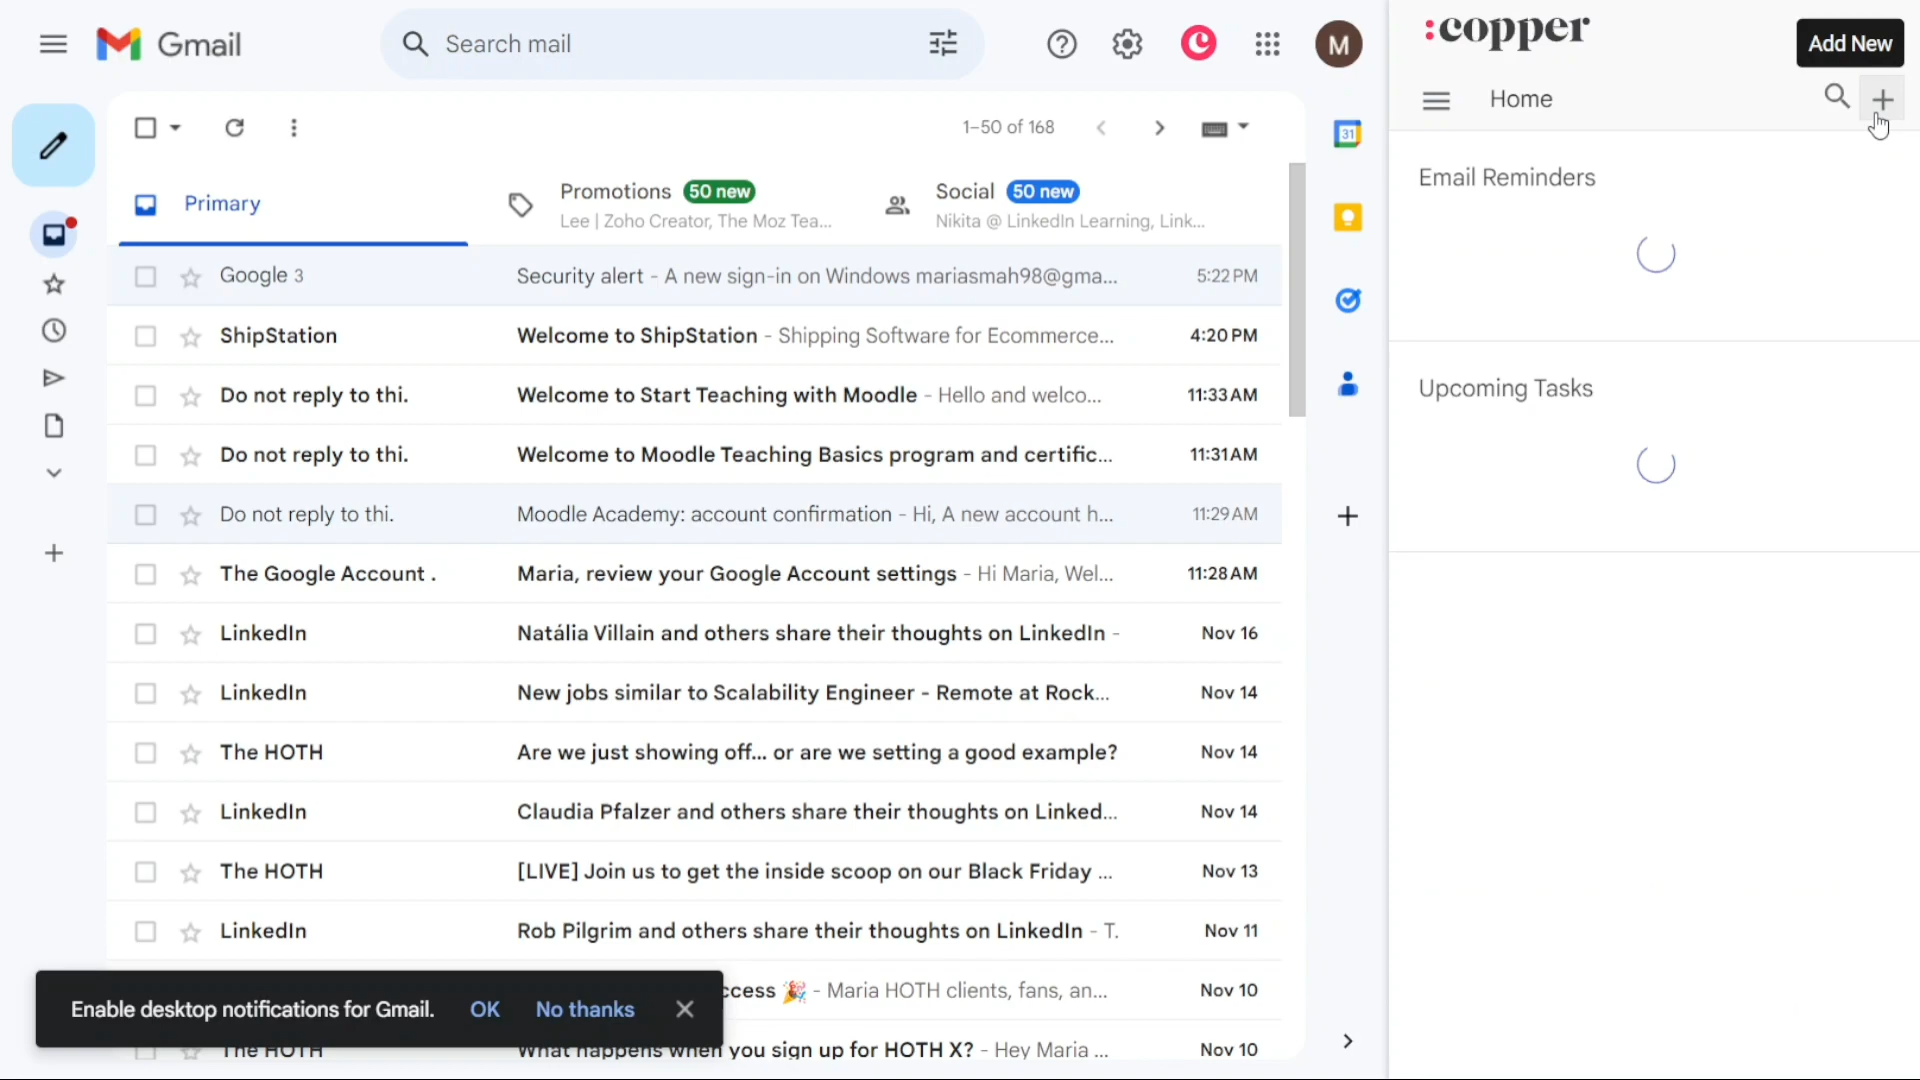 Gmail
Search mail
M
:copper
Add New
Home
1–50 of 168
Primary
Promotions 50 new
Lee | Zoho Creator, The Moz Tea...
Social 50 new
Nikita @ LinkedIn Learning, Link...
31
Email Reminders
Upcoming Tasks
Google 3 Security alert - A new sign-in on Windows mariasmah98@gma... 5:22 PM
ShipStation Welcome to ShipStation - Shipping Software for Ecommerce... 4:20 PM
Do not reply to thi. Welcome to Start Teaching with Moodle - Hello and welco... 11:33 AM
Do not reply to thi. Welcome to Moodle Teaching Basics program and certific... 11:31 AM
Do not reply to thi. Moodle Academy: account confirmation - Hi, A new account h... 11:29 AM
The Google Account . Maria, review your Google Account settings - Hi Maria, Wel... 11:28 AM
LinkedIn Natália Villain and others share their thoughts on LinkedIn - Nov 16
LinkedIn New jobs similar to Scalability Engineer - Remote at Rock... Nov 14
The HOTH Are we just showing off... or are we setting a good example? Nov 14
LinkedIn Claudia Pfalzer and others share their thoughts on Linked... Nov 14
The HOTH [LIVE] Join us to get the inside scoop on our Black Friday ... Nov 13
LinkedIn Rob Pilgrim and others share their thoughts on LinkedIn - T. Nov 11
ccess 🎉 - Maria HOTH clients, fans, an... Nov 10
Enable desktop notifications for Gmail. OK No thanks
The HOTH What happens when you sign up for HOTH X? - Hey Maria ... Nov 10